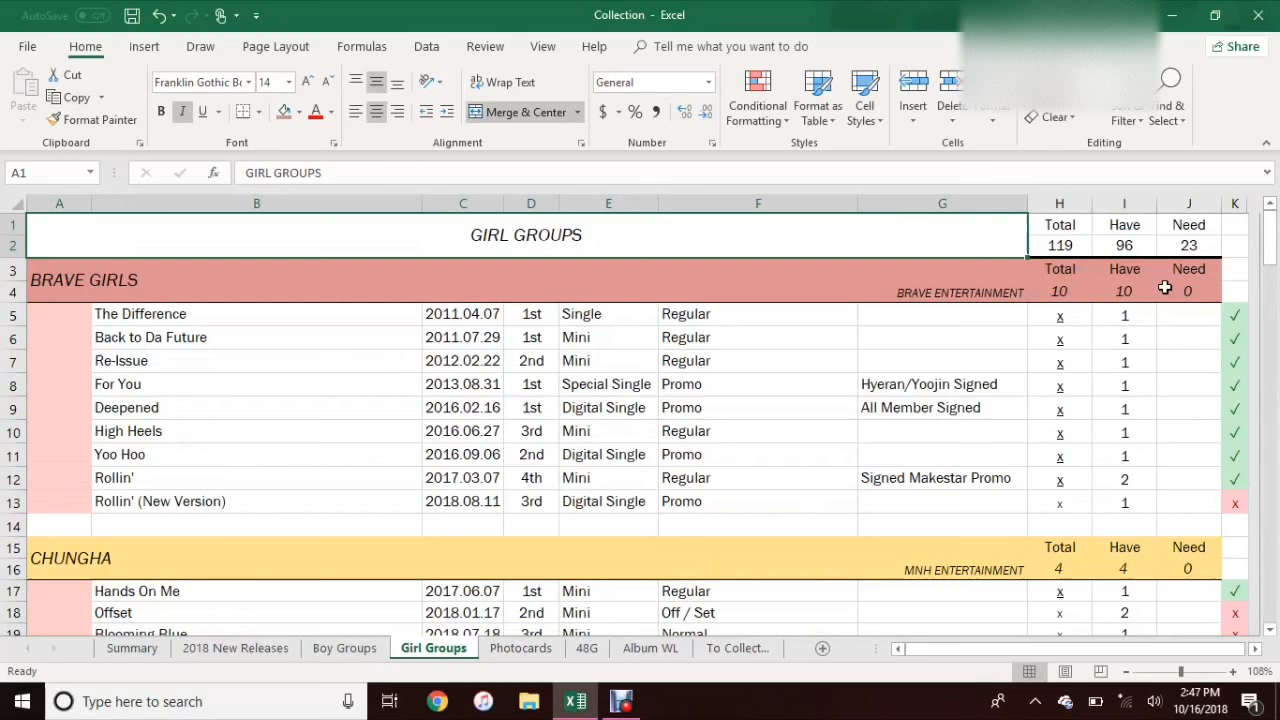 AutoSave Off Collection - Excel
File Home Insert Draw Page Layout Formulas Data Review View Help Tell me what you want to do Share
Paste Cut Copy Format Painter Clipboard
Franklin Gothic B 14 B I U A Font
Wrap Text Merge & Center Alignment
General $ % , Number
Conditional Formatting Format as Table Cell Styles Styles
Insert Delete Cells
Clear Filter Select Editing
A1 fx GIRL GROUPS
A B C D E F G H I J K
1 GIRL GROUPS Total Have Need
2 119 96 23
3 BRAVE GIRLS Total Have Need
4 BRAVE ENTERTAINMENT 10 10 0
5 The Difference 2011.04.07 1st Single Regular x 1 ✓
6 Back to Da Future 2011.07.29 1st Mini Regular x 1 ✓
7 Re-Issue 2012.02.22 2nd Mini Regular x 1 ✓
8 For You 2013.08.31 1st Special Single Promo Hyeran/Yoojin Signed x 1 ✓
9 Deepened 2016.02.16 1st Digital Single Promo All Member Signed x 1 ✓
10 High Heels 2016.06.27 3rd Mini Regular x 1 ✓
11 Yoo Hoo 2016.09.06 2nd Digital Single Promo x 1 ✓
12 Rollin' 2017.03.07 4th Mini Regular Signed Makestar Promo x 2 ✓
13 Rollin' (New Version) 2018.08.11 3rd Digital Single Promo x 1 x
14
15 CHUNGHA Total Have Need
16 MNH ENTERTAINMENT 4 4 0
17 Hands On Me 2017.06.07 1st Mini Regular x 1 ✓
18 Offset 2018.01.17 2nd Mini Off / Set x 2 x
19 Blooming Blue 2018.07.18 3rd Mini Normal x 1 x
Summary 2018 New Releases Boy Groups Girl Groups Photocards 48G Album WL To Collect...
Ready 108%
Type here to search 2:47 PM
10/16/2018 1